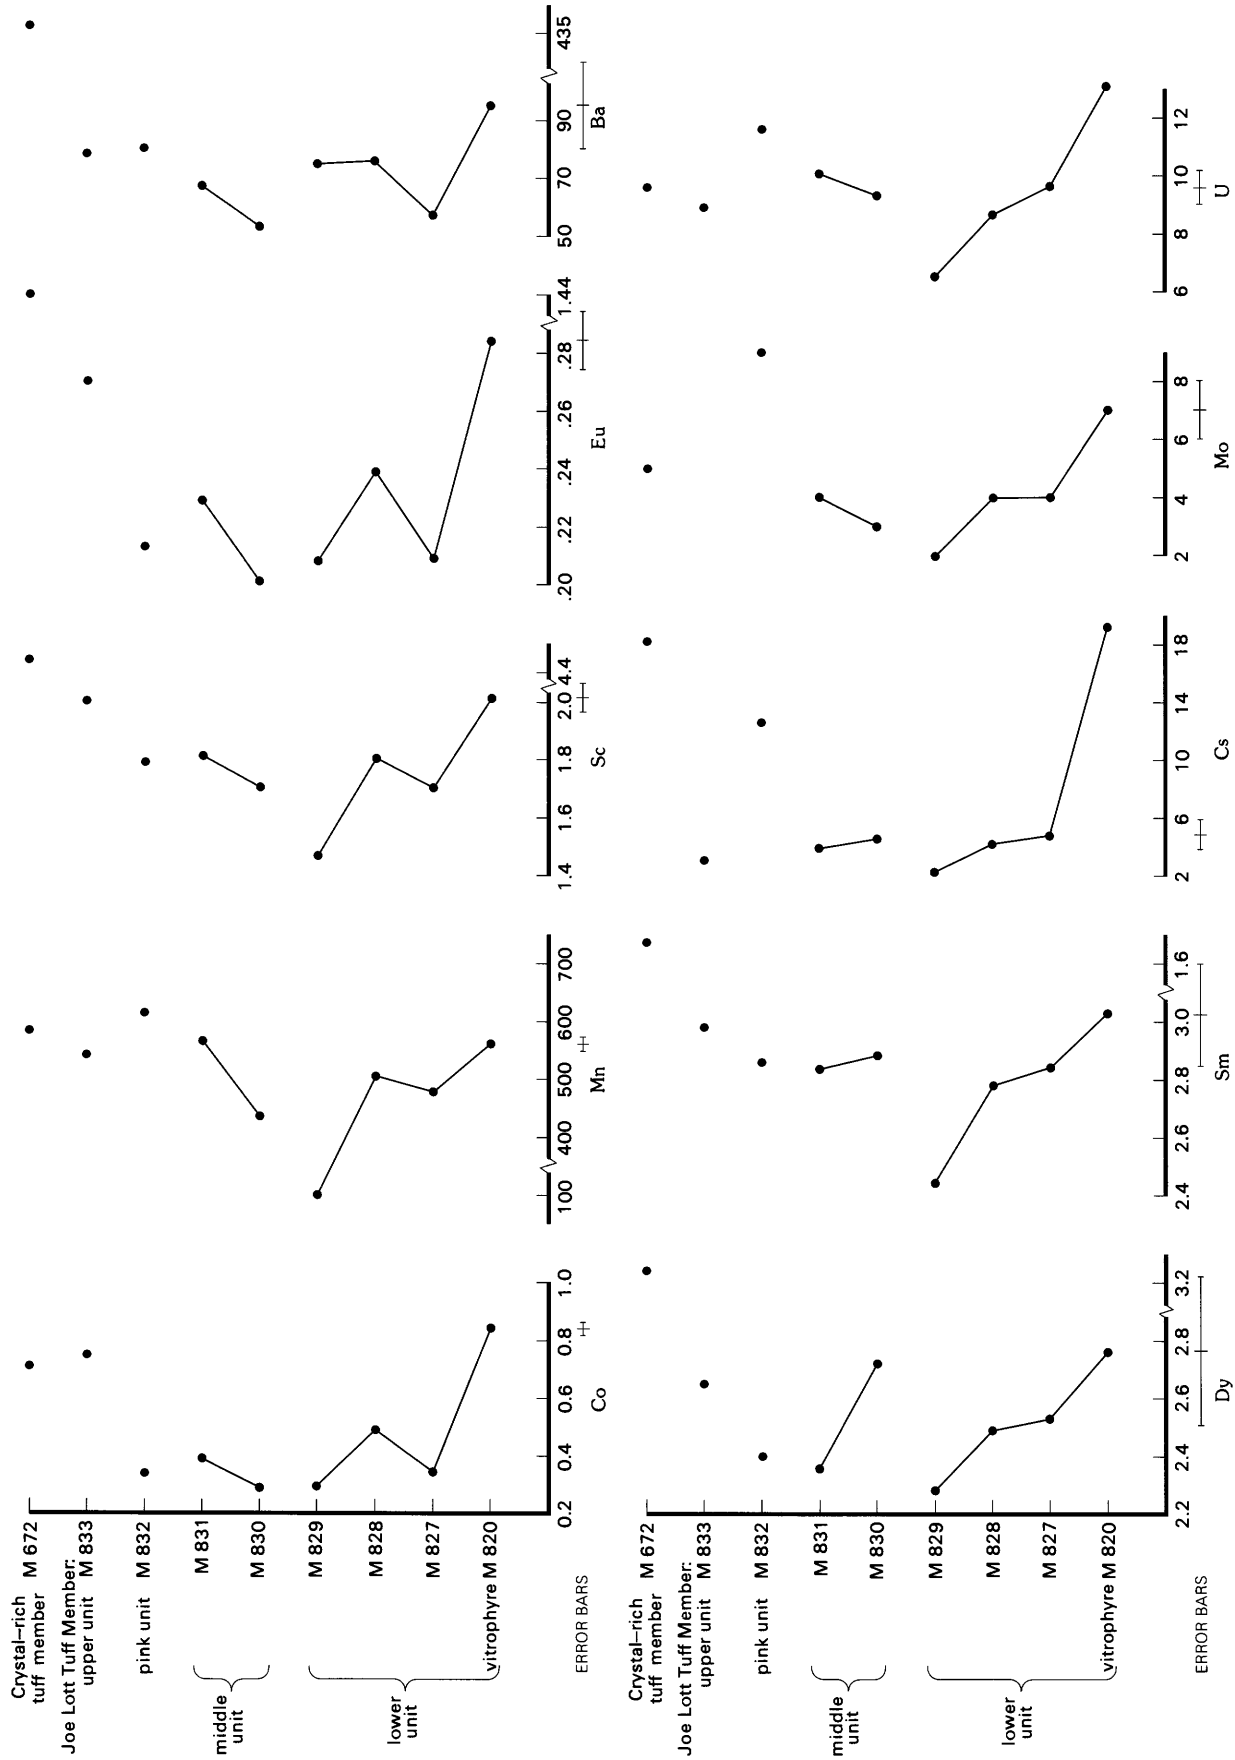 Crystal–rich
tuff member M 672
Joe Lott Tuff Member:
upper unit M 833
pink unit M 832
M 831
middle
unit
M 830
M 829
M 828
lower
unit
M 827
vitrophyre M 820
ERROR BARS
0.2 0.4 0.6 0.8 1.0
Co
100 400 500 600 700
Mn
1.4 1.6 1.8 2.0 4.4
Sc
.20 .22 .24 .26 .28 1.44
Eu
50 70 90 435
Ba
Crystal–rich
tuff member M 672
Joe Lott Tuff Member:
upper unit M 833
pink unit M 832
M 831
middle
unit
M 830
M 829
M 828
lower
unit
M 827
vitrophyre M 820
ERROR BARS
2.2 2.4 2.6 2.8 3.2
Dy
2.4 2.6 2.8 3.0 1.6
Sm
2 6 10 14 18
Cs
2 4 6 8
Mo
6 8 10 12
U